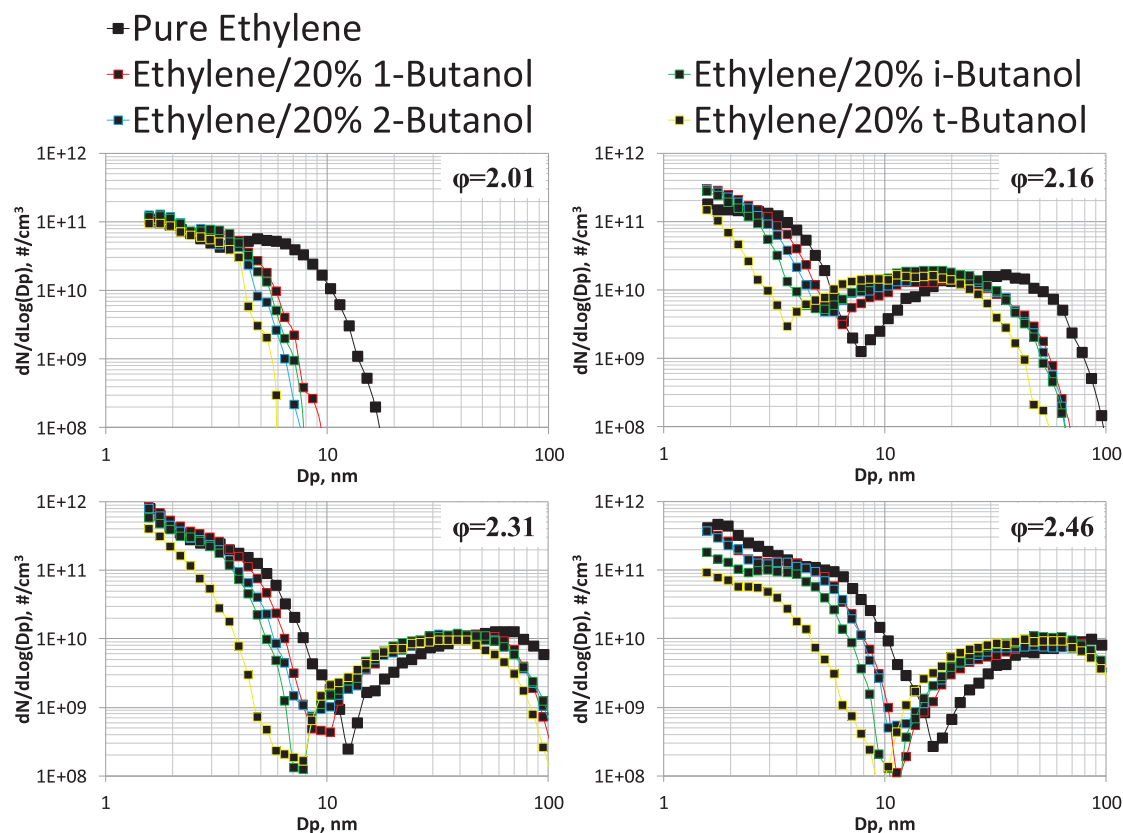 Pure Ethylene
Ethylene/20% 1-Butanol
Ethylene/20% i-Butanol
Ethylene/20% 2-Butanol
Ethylene/20% t-Butanol
1E+12
1E+11
1E+10
1E+09
1E+08
dN/dLog(Dp), #/cm³
φ=2.01
1
10
100
Dp, nm
1E+12
1E+11
1E+10
1E+09
1E+08
dN/dLog(Dp), #/cm³
φ=2.16
1
10
100
Dp, nm
1E+12
1E+11
1E+10
1E+09
1E+08
dN/dLog(Dp), #/cm³
φ=2.31
1
10
100
Dp, nm
1E+12
1E+11
1E+10
1E+09
1E+08
dN/dLog(Dp), #/cm³
φ=2.46
1
10
100
Dp, nm